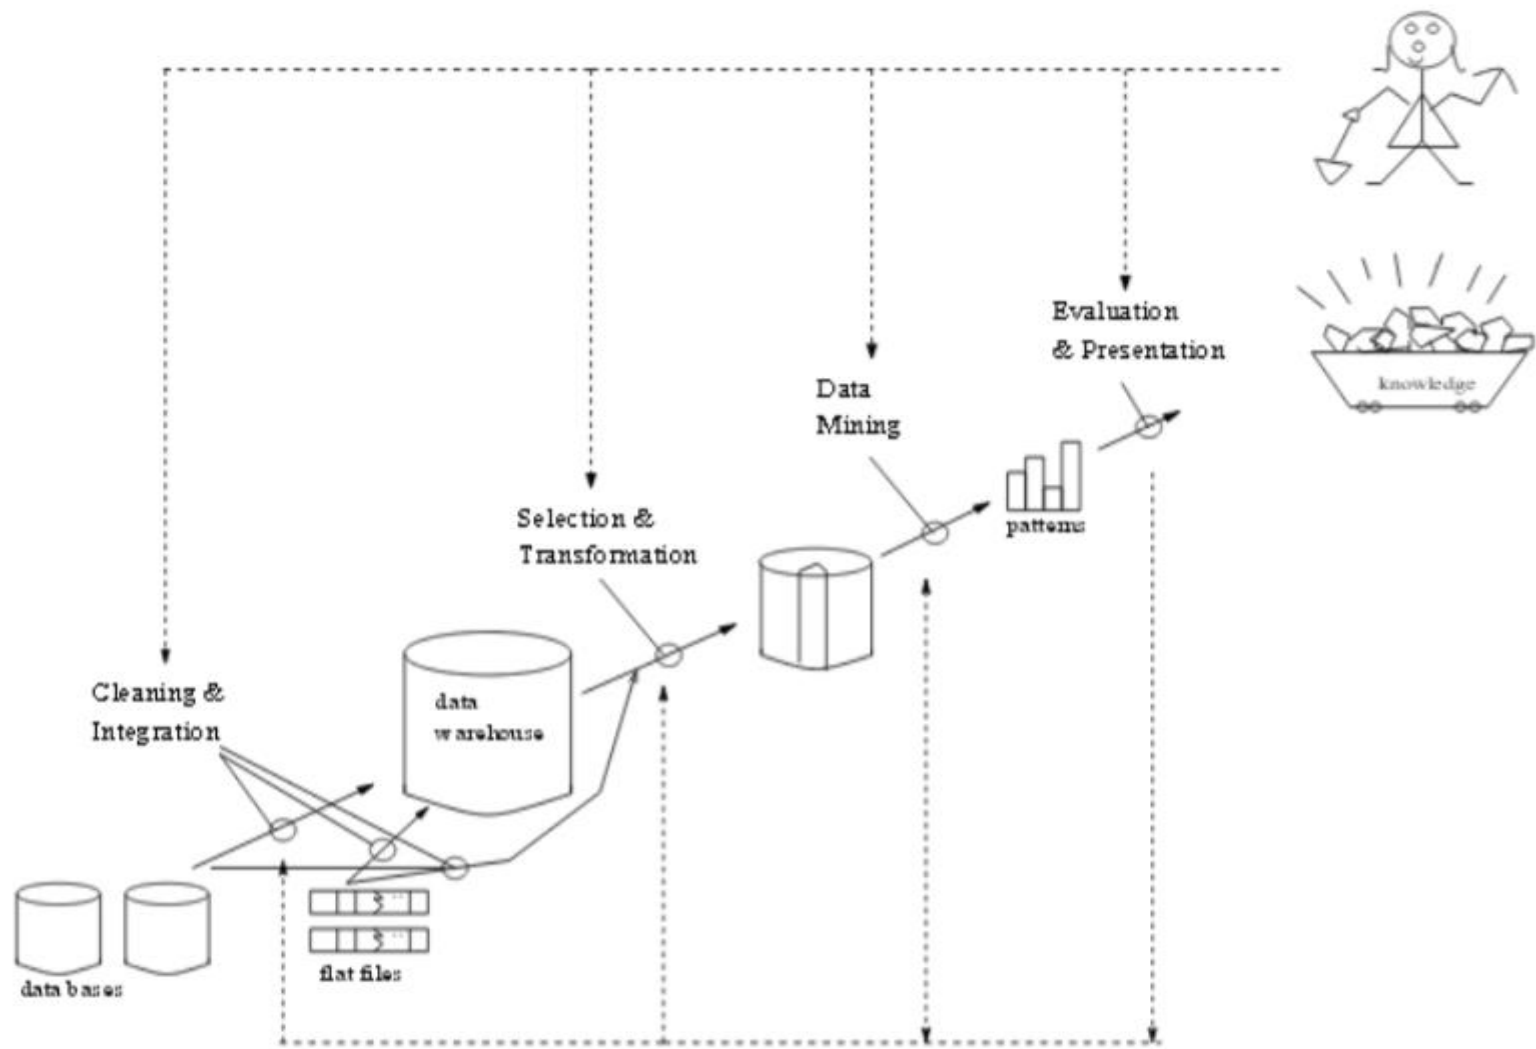 Evaluation
& Presentation
knowledge
Data
Mining
patterns
Selection &
Transformation
Cleaning &
Integration
data
warehouse
flat files
data bases